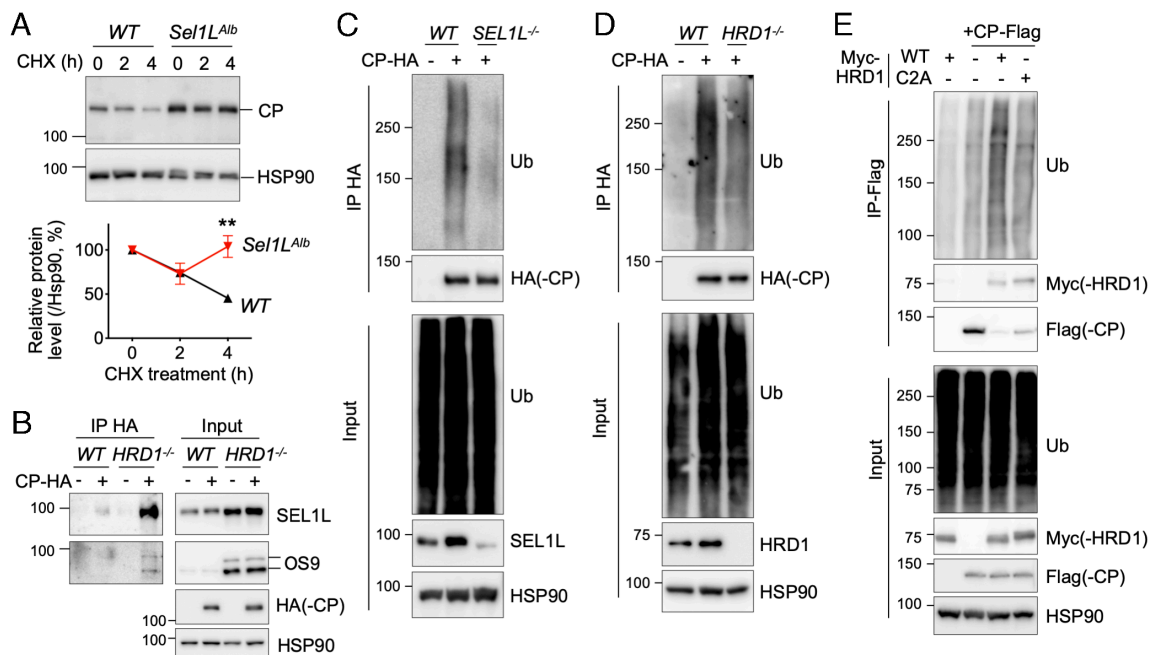 A
WT Sel1L^Alb
CHX (h) 0 2 4 0 2 4
CP
100
100
HSP90
Relative protein
level (/Hsp90, %)
100
50
0
**
Sel1L^Alb
WT
0 2 4
CHX treatment (h)
B
IP HA Input
WT HRD1-/- WT HRD1-/-
CP-HA - + - + - + - +
100 100 SEL1L
100
OS9
HA(-CP)
100
100 HSP90
C
WT SEL1L-/-
CP-HA - + +
IP HA
250
150
Ub
150
HA(-CP)
Input
Ub
100
SEL1L
100
HSP90
D
WT HRD1-/-
CP-HA - + +
IP HA
250
150
Ub
150
HA(-CP)
Input
Ub
75
HRD1
100
HSP90
E
+CP-Flag
Myc- WT + - + -
HRD1 C2A - - - +
IP-Flag
250
150
100
Ub
75
Myc(-HRD1)
150
Flag(-CP)
Input
250
150
100
75
Ub
75
Myc(-HRD1)
150
Flag(-CP)
100
HSP90